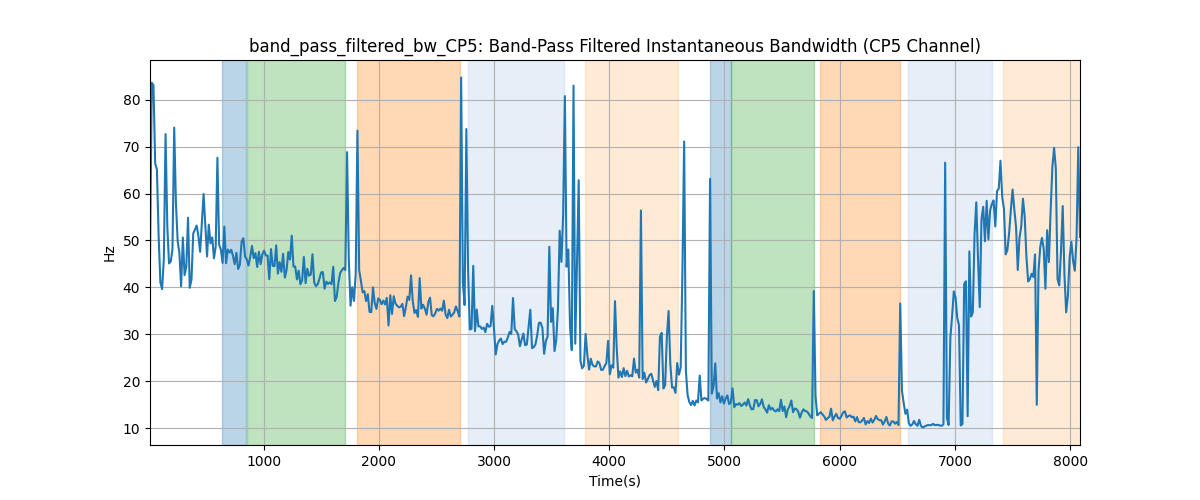 band_pass_filtered_bw_CP5: Band-Pass Filtered Instantaneous Bandwidth (CP5 Channel)
80
70
60
50
40
30
20
10
Hz
1000 2000 3000 4000 5000 6000 7000 8000
Time(s)